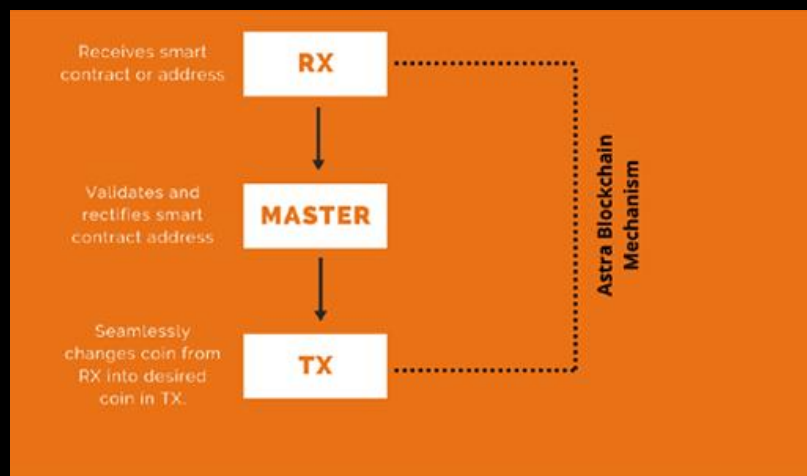 Receives smart
contract or address
RX
Validates and
rectifies smart
contract address
MASTER
Seamlessly
changes coin from
RX into desired
coin in TX.
TX
Astra Blockchain
Mechanism